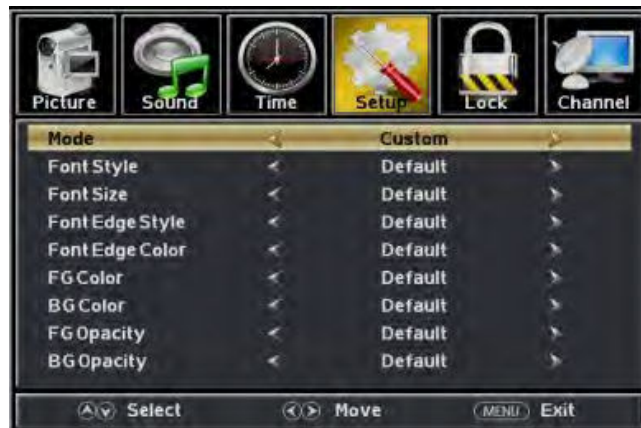 Picture Sound Time Setup Lock Channel
Mode Custom
Font Style Default
Font Size Default
Font Edge Style Default
Font Edge Color Default
FG Color Default
BG Color Default
FG Opacity Default
BG Opacity Default
Select Move MENU Exit